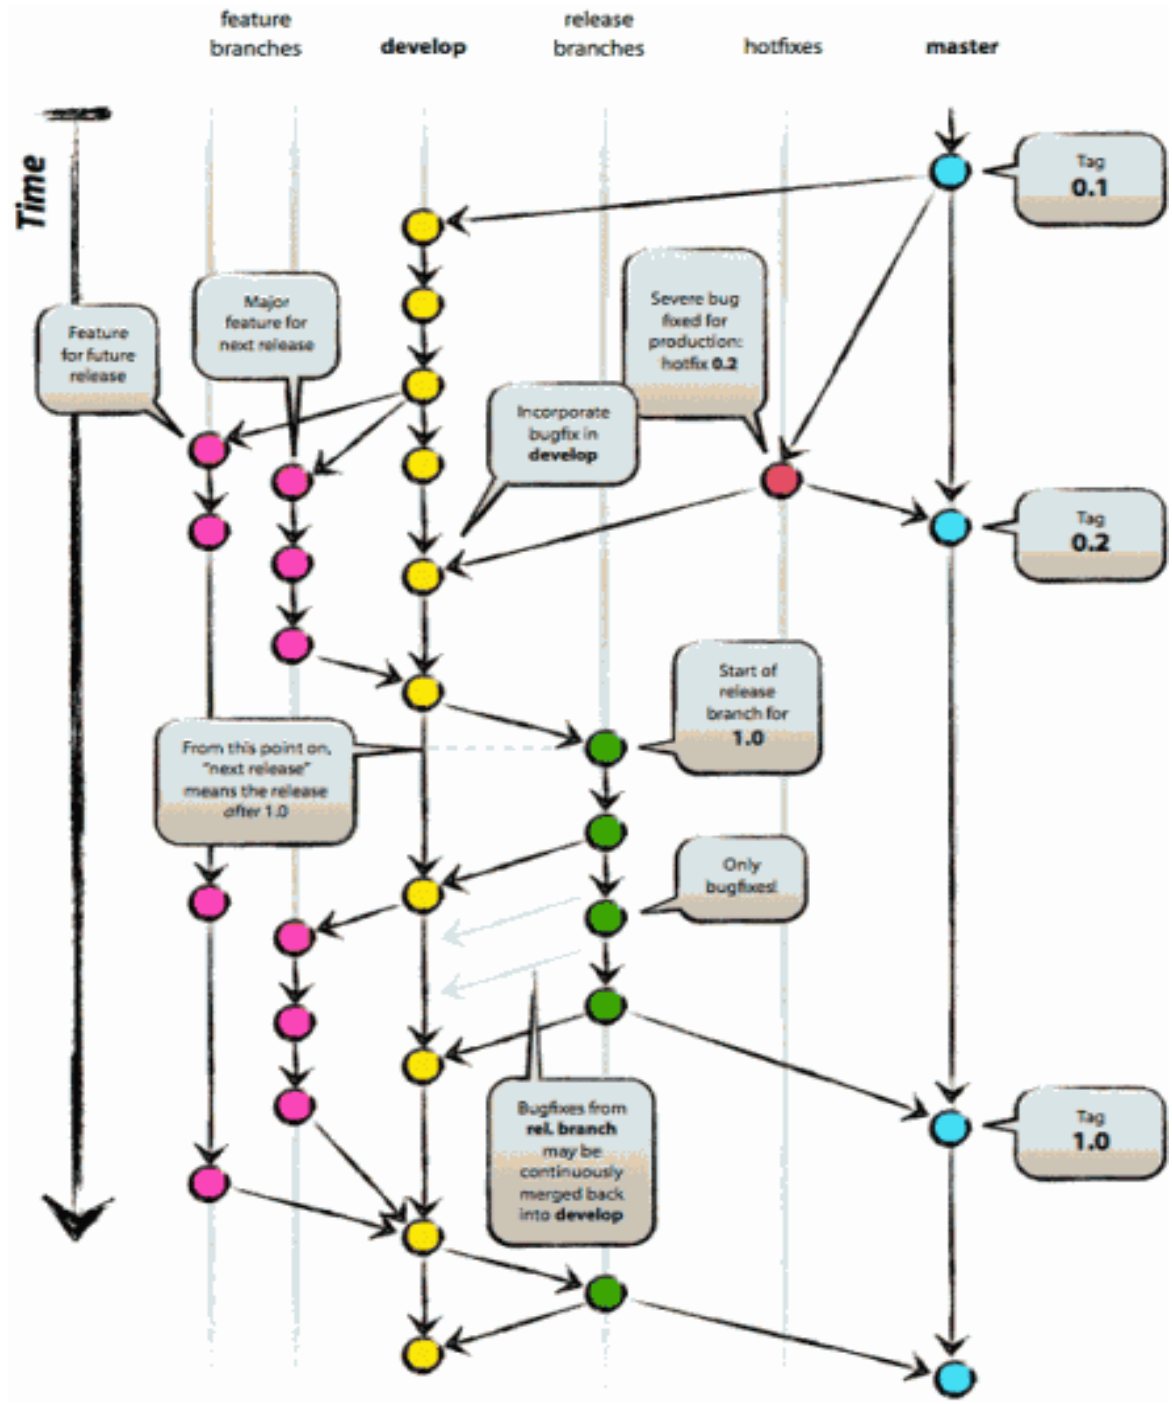 feature
branches
develop
release
branches
hotfixes
master
Time
Tag
0.1
Major
feature for
next release
Severe bug
fixed for
production:
hotfix 0.2
Feature
for future
release
Incorporate
bugfix in
develop
Tag
0.2
Start of
release
branch for
1.0
From this point on,
"next release"
means the release
after 1.0
Only
bugfixes!
Bugfixes from
rel. branch
may be
continuously
merged back
into develop
Tag
1.0